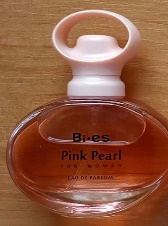 Bi-es
Pink Pearl
FOR WOMAN
EAU DE PARFUM